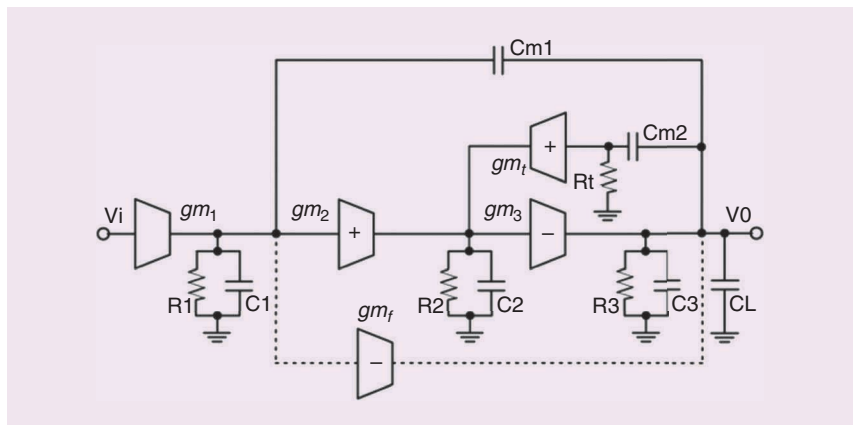 Cm1
Cm2
gmt
Rt
Vi
gm1
gm2
+
+
gm3
−
V0
R1
C1
R2
C2
R3
C3
CL
gmf
−